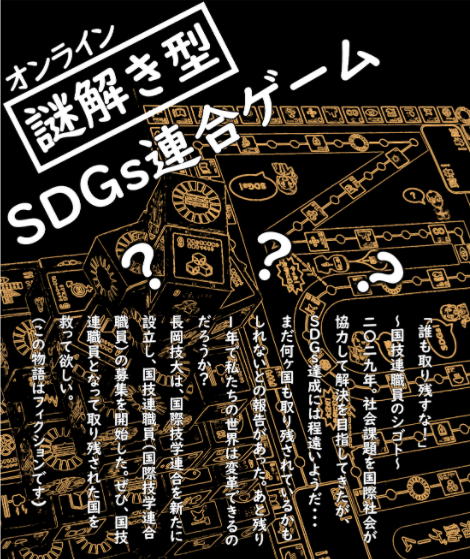 オンライン
謎解き型
SDGs連合ゲーム
？
？
？
「誰も取り残すな！」
～国技連職員のシゴト～
二〇二九年。社会課題を国際社会が
協力して解決を目指してきたが、
SDGs達成には程遠いようだ・・・
まだ何ヶ国も取り残されているかも
しれないとの報告があった。あと残り
１年で私たちの世界は変革できるの
だろうか？
長岡技大は、国際技学連合を新たに
設立し、国技連職員（国際技学連合
職員）の募集を開始した。ぜひ、国技
連職員となって取り残された国を
救って欲しい。
（この物語はフィクションです）